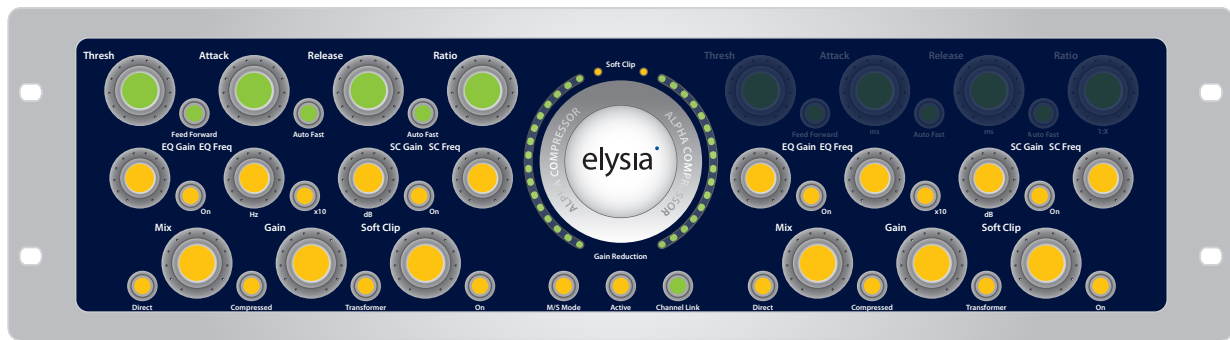 Thresh Attack Release Ratio
Soft Clip
Thresh Attack Release Ratio
Feed Forward Auto Fast Auto Fast
Feed Forward ms Auto Fast ms Auto Fast 1:X
ALPHA COMPRESSOR
ALPHA COMPRESSOR
elysia
EQ Gain EQ Freq SC Gain SC Freq
EQ Gain EQ Freq SC Gain SC Freq
On Hz x10 dB On
On x10 dB On
Mix Gain Soft Clip
Gain Reduction
Mix Gain Soft Clip
Direct Compressed Transformer On
M/S Mode Active Channel Link
Direct Compressed Transformer On